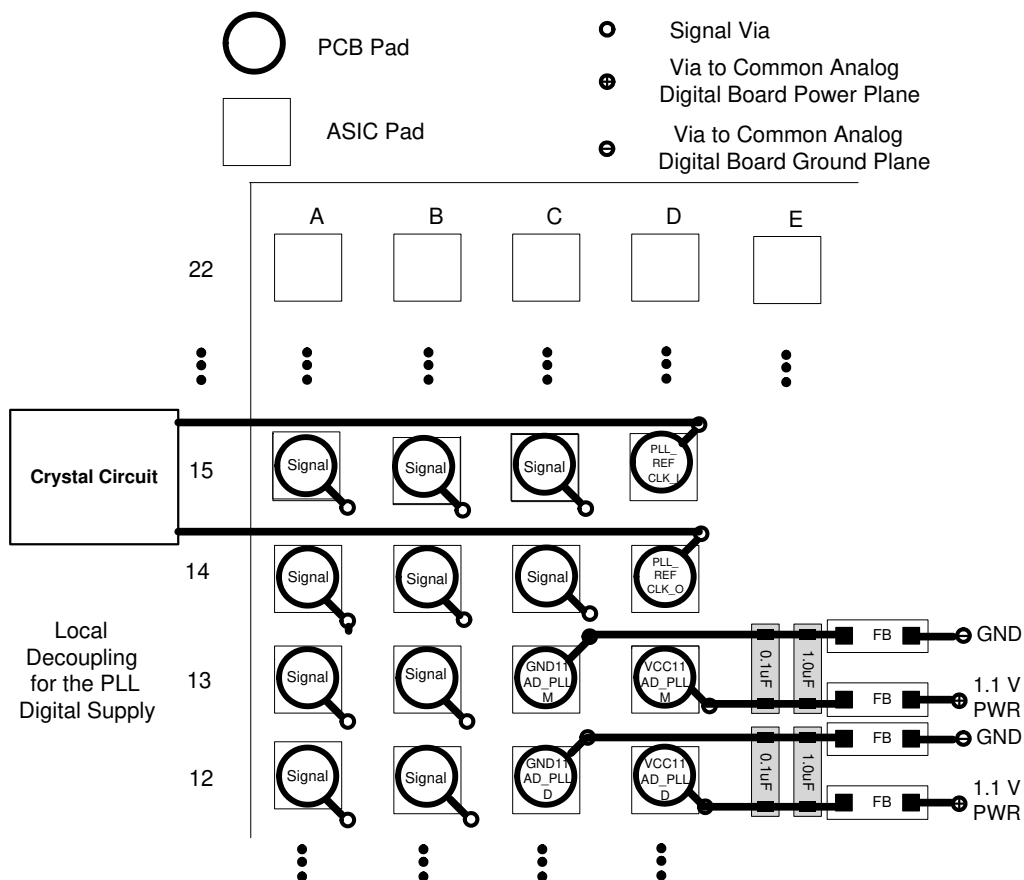 PCB Pad
Signal Via
Via to Common Analog
Digital Board Power Plane
ASIC Pad
Via to Common Analog
Digital Board Ground Plane
A B C D E
22
Crystal Circuit
15
Signal
Signal
Signal
PLL_
REF
CLK_I
14
Signal
Signal
Signal
PLL_
REF
CLK_O
Local
Decoupling
for the PLL
Digital Supply
13
Signal
Signal
GND11
AD_PLL
M
VCC11
AD_PLL
M
0.1uF
1.0uF
FB
GND
FB
1.1 V
PWR
12
Signal
Signal
GND11
AD_PLL
D
VCC11
AD_PLL
D
0.1uF
1.0uF
FB
GND
FB
1.1 V
PWR